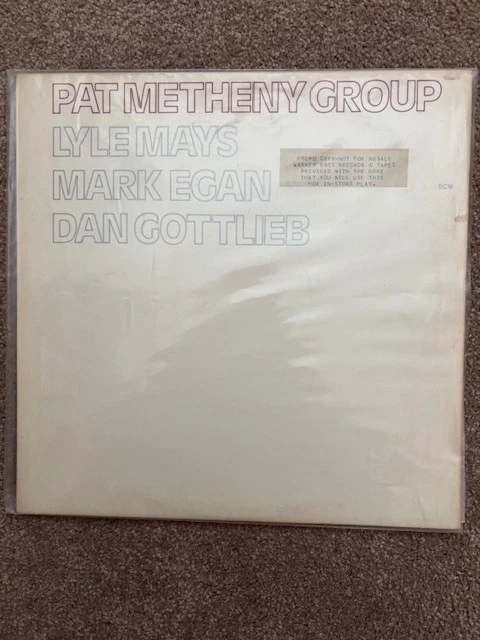 PAT METHENY GROUP
LYLE MAYS
MARK EGAN
DAN GOTTLIEB
PROMO COPY-NOT FOR RESALE
WARNER BROS RECORDS & TAPES
PROVIDED WITH THE HOPE
THAT YOU WILL USE THIS
FOR IN-STORE PLAY.
ECM